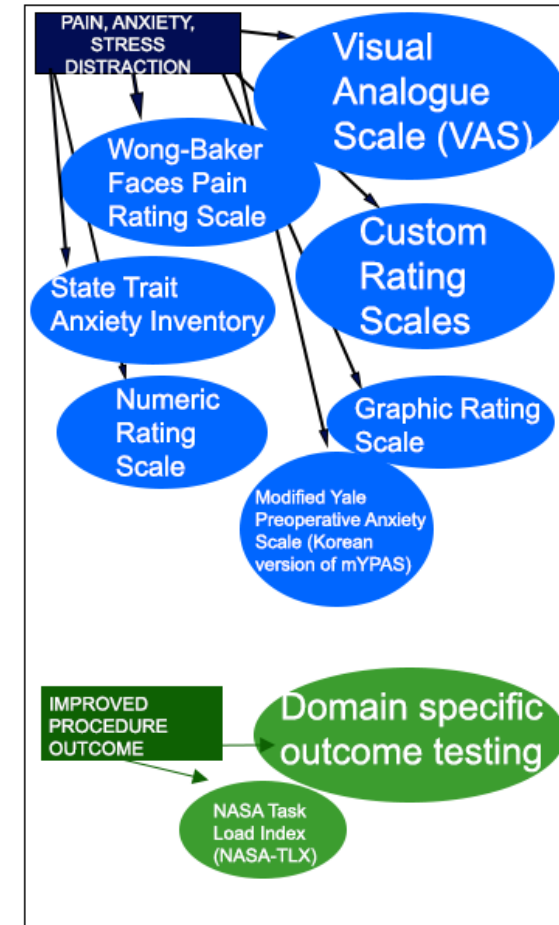 PAIN, ANXIETY,
STRESS
DISTRACTION
Visual
Analogue
Scale (VAS)
Wong-Baker
Faces Pain
Rating Scale
Custom
Rating
Scales
State Trait
Anxiety Inventory
Numeric
Rating
Scale
Graphic Rating
Scale
Modified Yale
Preoperative Anxiety
Scale (Korean
version of mYPAS)
IMPROVED
PROCEDURE
OUTCOME
Domain specific
outcome testing
NASA Task
Load Index
(NASA-TLX)